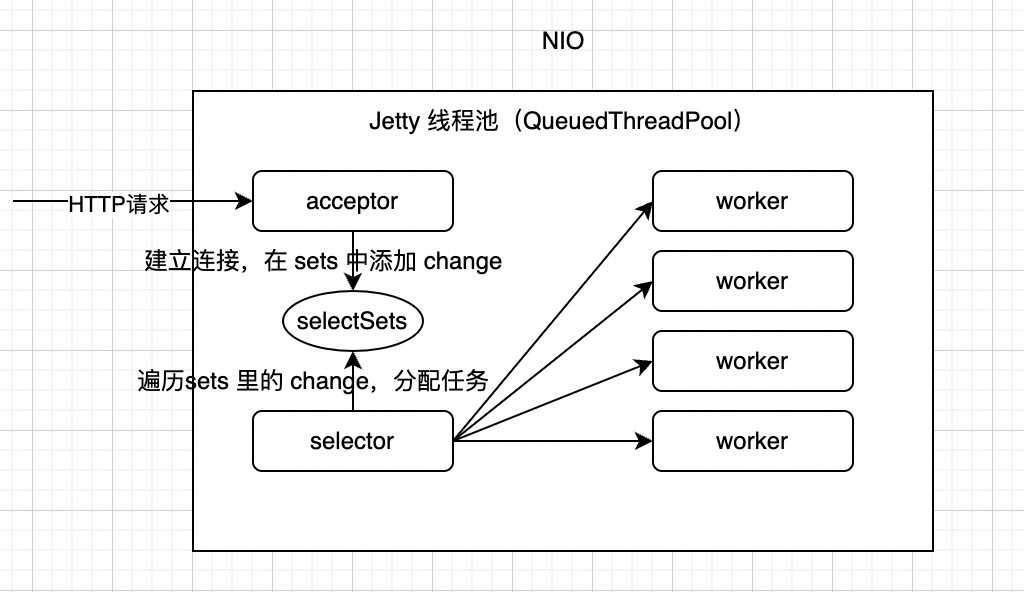 NIO
Jetty 线程池（QueuedThreadPool）
HTTP请求
acceptor
建立连接，在 sets 中添加 change
selectSets
遍历sets 里的 change，分配任务
selector
worker
worker
worker
worker